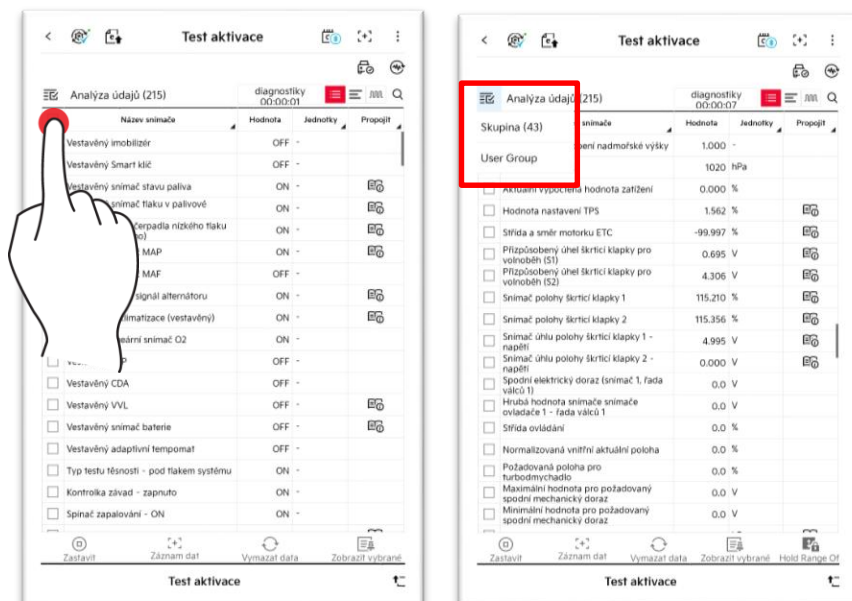 Test aktivace
Analýza údajů (215)
diagnostiky
00:00:01
Název snímače
Hodnota
Jednotky
Propojit
Vestavěný imobilizér OFF -
Vestavěný Smart klíč OFF -
Vestavěný snímač stavu paliva ON -
snímač tlaku v palivové ON -
čerpadla nízkého tlaku ON -
MAP ON -
MAF OFF -
signál alternátoru ON -
klimatizace (vestavěný) ON -
snímač O2 ON -
OFF -
Vestavěný CDA OFF -
Vestavěný VVL OFF -
Vestavěný snímač baterie OFF -
Vestavěný adaptivní tempomat OFF -
Typ testu těsnosti - pod tlakem systému ON -
Kontrolka závad - zapnuto ON -
Spínač zapalování - ON ON -
Zastavit
Záznam dat
Vymazat data
Zobrazit vybrané
Test aktivace
Test aktivace
Analýza údajů (215)
diagnostiky
00:00:07
snímače
Hodnota
Jednotky
Propojit
Skupina (43)
User Group
bení nadmořské výšky 1.000 -
1020 hPa
Aktuální vypočtená hodnota zatížení 0.000 %
Hodnota nastavení TPS 1.562 %
Střída a směr motorku ETC -99.997 %
Přizpůsobený úhel škrticí klapky pro
volnoběh (S1) 0.695 V
Přizpůsobený úhel škrticí klapky pro
volnoběh (S2) 4.306 V
Snímač polohy škrticí klapky 1 115.210 %
Snímač polohy škrticí klapky 2 115.356 %
Snímač úhlu polohy škrticí klapky 1 -
napětí 4.995 V
Snímač úhlu polohy škrticí klapky 2 -
napětí 0.000 V
Spodní elektrický doraz (snímač 1, řada
válců 1) 0.0 V
Hrubá hodnota snímače snímače
ovladače 1 - řada válců 1 0.0 V
Střída ovládání 0.0 %
Normalizovaná vnitřní aktuální poloha 0.0 %
Požadovaná poloha pro
turbodmychadlo 0.0 %
Maximální hodnota pro požadovaný
spodní mechanický doraz 0.0 V
Minimální hodnota pro požadovaný
spodní mechanický doraz 0.0 V
Zastavit
Záznam dat
Vymazat data
Zobrazit vybrané
Hold Range Of
Test aktivace